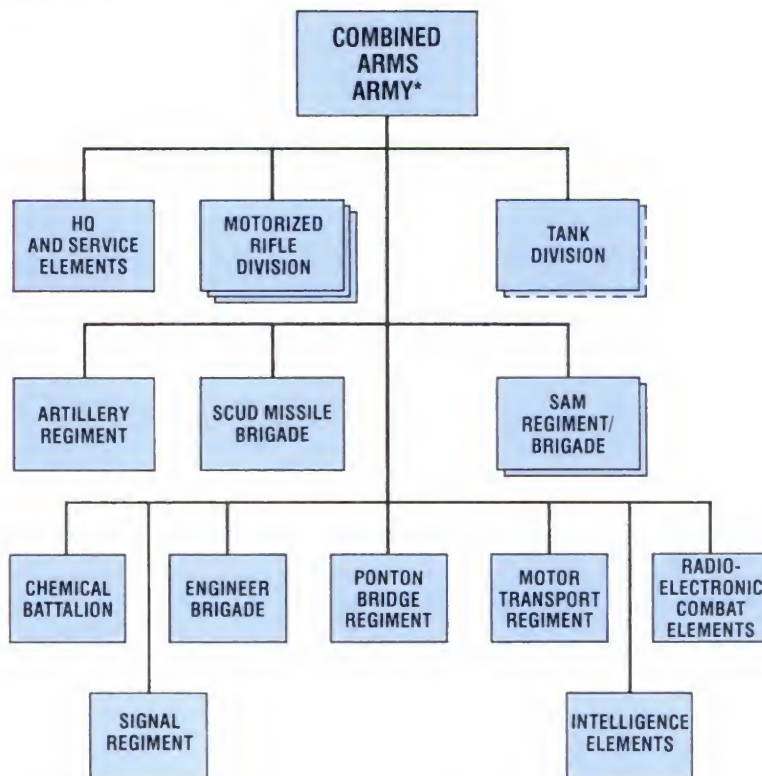 COMBINED
ARMS
ARMY*
HQ
AND SERVICE
ELEMENTS
MOTORIZED
RIFLE
DIVISION
TANK
DIVISION
ARTILLERY
REGIMENT
SCUD MISSILE
BRIGADE
SAM
REGIMENT/
BRIGADE
CHEMICAL
BATTALION
ENGINEER
BRIGADE
PONTON
BRIDGE
REGIMENT
MOTOR
TRANSPORT
REGIMENT
RADIO-
ELECTRONIC
COMBAT
ELEMENTS
SIGNAL
REGIMENT
INTELLIGENCE
ELEMENTS